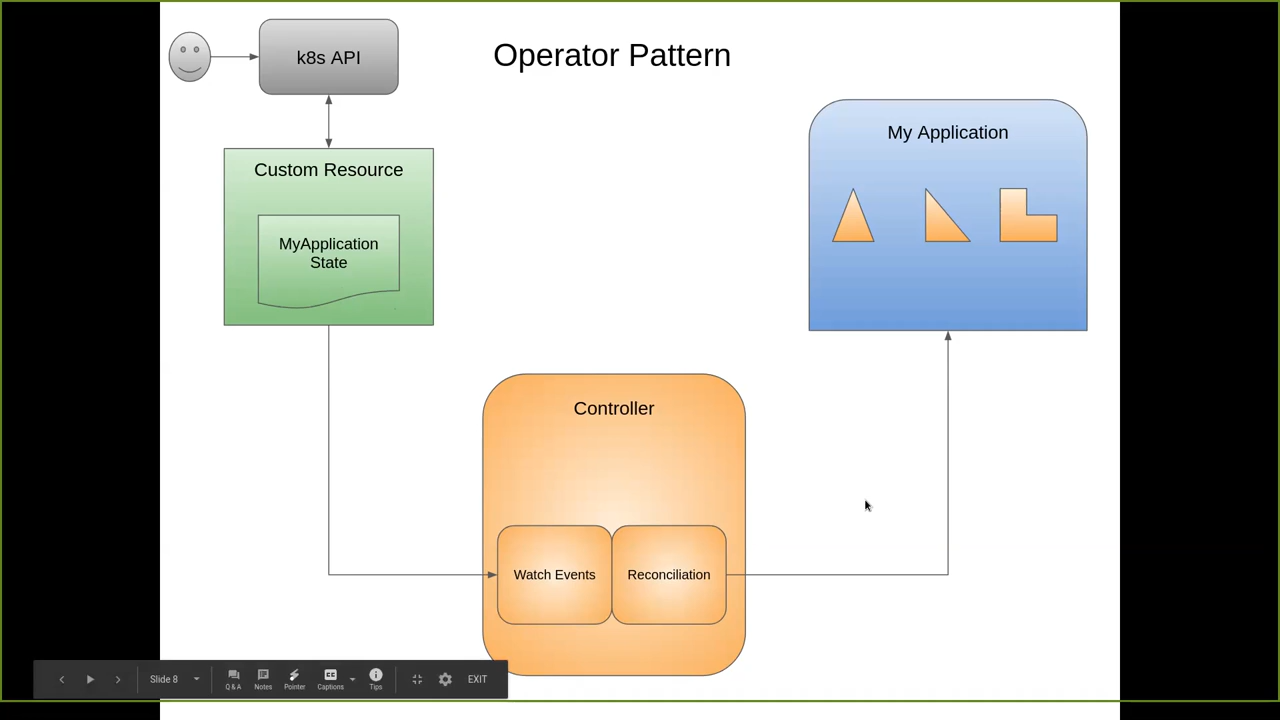 k8s API
Operator Pattern
My Application
Custom Resource
MyApplication
State
Controller
Watch Events
Reconciliation
Slide 8
Q & A
Notes
Pointer
CC
Captions
Tips
EXIT